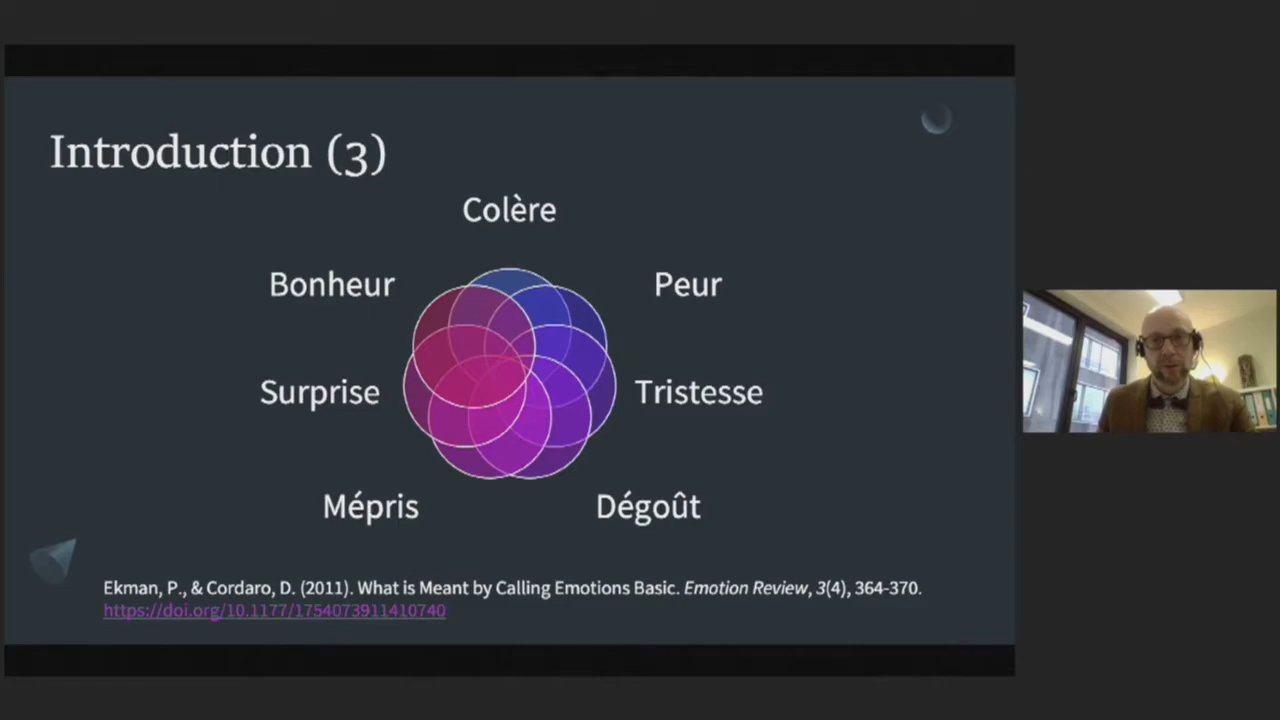 Introduction (3)
Colère
Bonheur
Peur
Surprise
Tristesse
Mépris
Dégoût
Ekman, P., & Cordaro, D. (2011). What is Meant by Calling Emotions Basic. Emotion Review, 3(4), 364-370.
https://doi.org/10.1177/1754073911410740